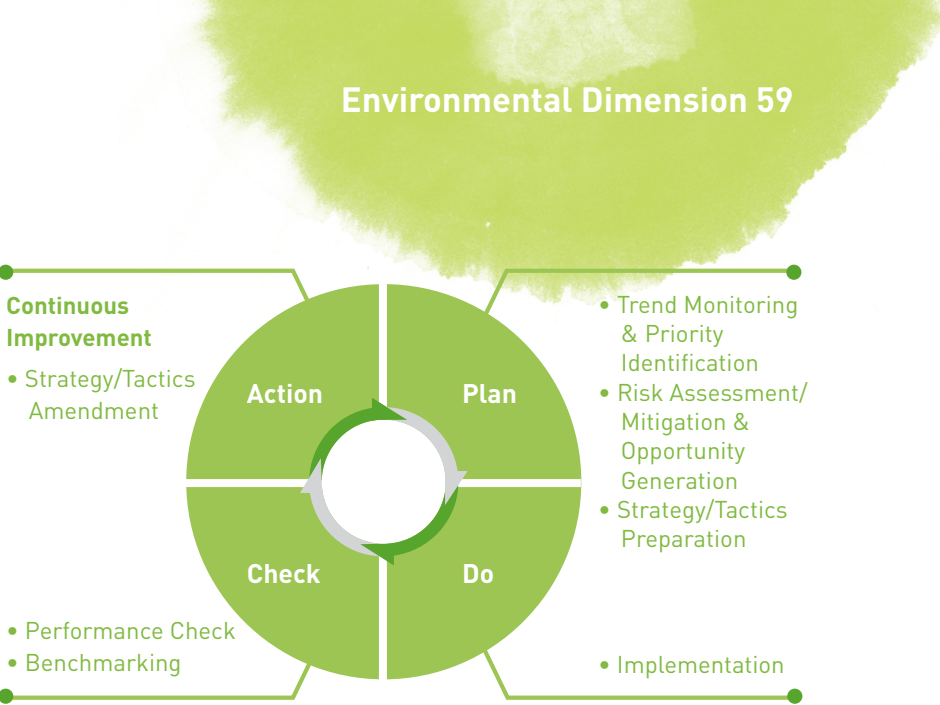 Environmental Dimension 59
Continuous
Improvement
• Strategy/Tactics
Amendment
Action
Plan
• Trend Monitoring
& Priority
Identification
• Risk Assessment/
Mitigation &
Opportunity
Generation
• Strategy/Tactics
Preparation
Check
Do
• Performance Check
• Benchmarking
• Implementation